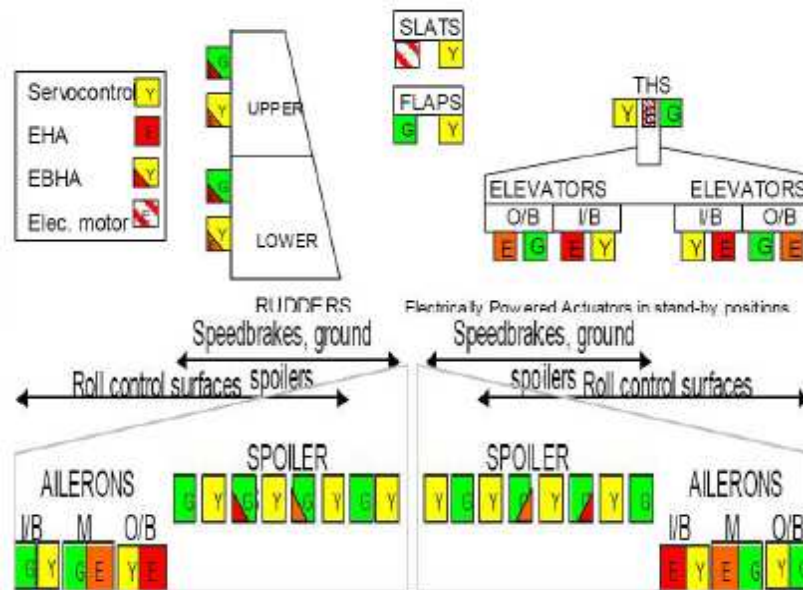 SLATS
Y
FLAPS
G Y
Servocontrol Y
EHA E
EBHA Y
Elec. motor E
G
Y
UPPER
G
Y
LOWER
RUDDERS
THS
Y E G
ELEVATORS ELEVATORS
O/B I/B I/B O/B
E G E Y Y E G E
Electrically Powered Actuators in stand-by positions
Speedbrakes, ground spoilers
Speedbrakes, ground spoilers
Roll control surfaces
Roll control surfaces
SPOILER
SPOILER
AILERONS
AILERONS
I/B M O/B
I/B M O/B
G Y G Y G Y G Y
Y G Y G Y G Y G
G Y G E Y E
E Y E G Y G